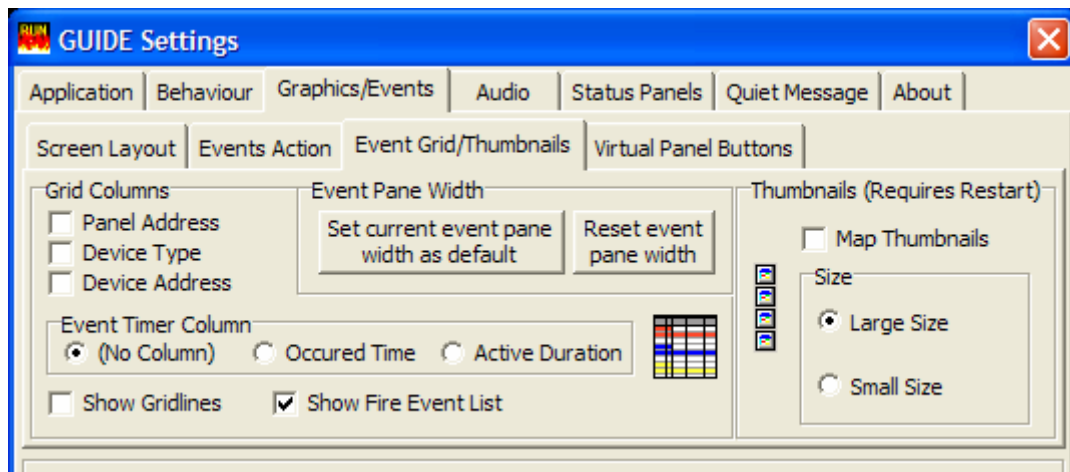 GUIDE Settings
Application Behaviour Graphics/Events Audio Status Panels Quiet Message About
Screen Layout Events Action Event Grid/Thumbnails Virtual Panel Buttons
Grid Columns
Panel Address
Device Type
Device Address
Event Pane Width
Set current event pane
width as default
Reset event
pane width
Event Timer Column
(No Column) Occured Time Active Duration
Show Gridlines Show Fire Event List
Thumbnails (Requires Restart)
Map Thumbnails
Size
Large Size
Small Size